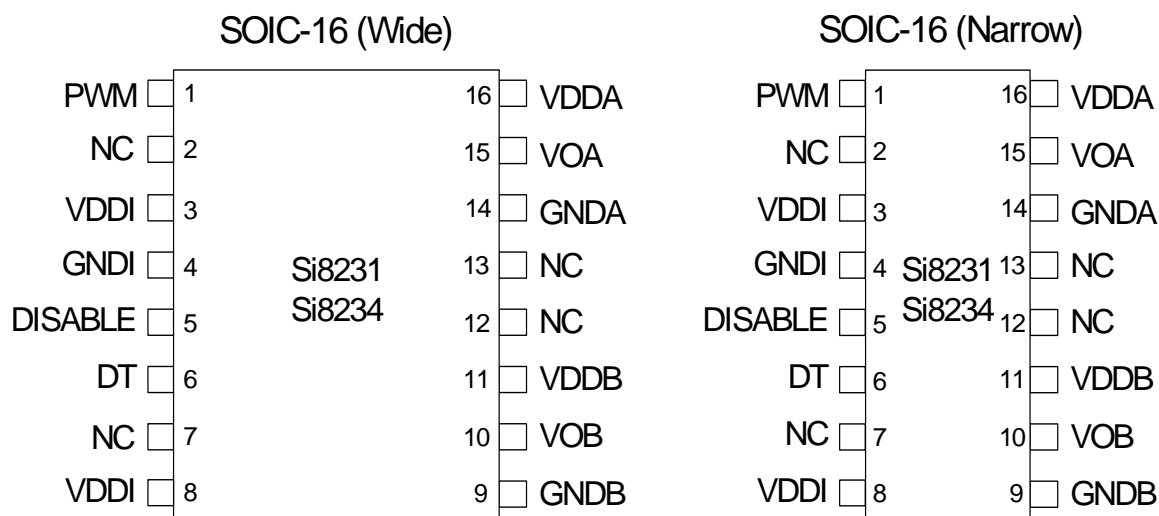 SOIC-16 (Wide)
PWM 1 16 VDDA
NC 2 15 VOA
VDDI 3 14 GNDA
GNDI 4 13 NC
DISABLE 5 12 NC
DT 6 11 VDDB
NC 7 10 VOB
VDDI 8 9 GNDB
Si8231
Si8234
SOIC-16 (Narrow)
PWM 1 16 VDDA
NC 2 15 VOA
VDDI 3 14 GNDA
GNDI 4 13 NC
DISABLE 5 12 NC
DT 6 11 VDDB
NC 7 10 VOB
VDDI 8 9 GNDB
Si8231
Si8234